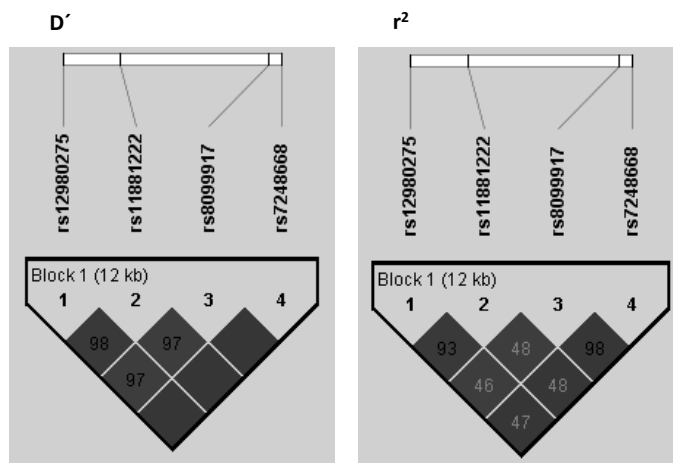 D´ r²
rs12980275 rs11881222 rs8099917 rs7248668 rs12980275 rs11881222 rs8099917 rs7248668
Block 1 (12 kb) Block 1 (12 kb)
1 2 3 4 1 2 3 4
98 97 93 48 98
97 46 48
47